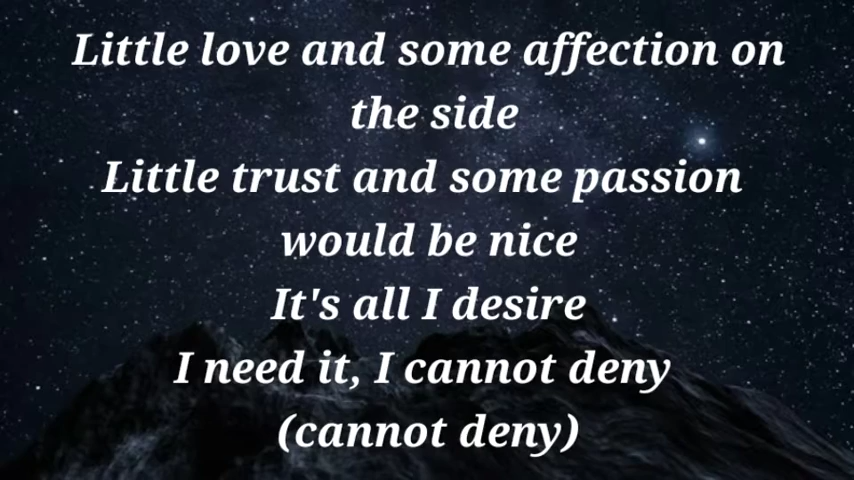 Little love and some affection on
the side
Little trust and some passion
would be nice
It's all I desire
I need it, I cannot deny
(cannot deny)